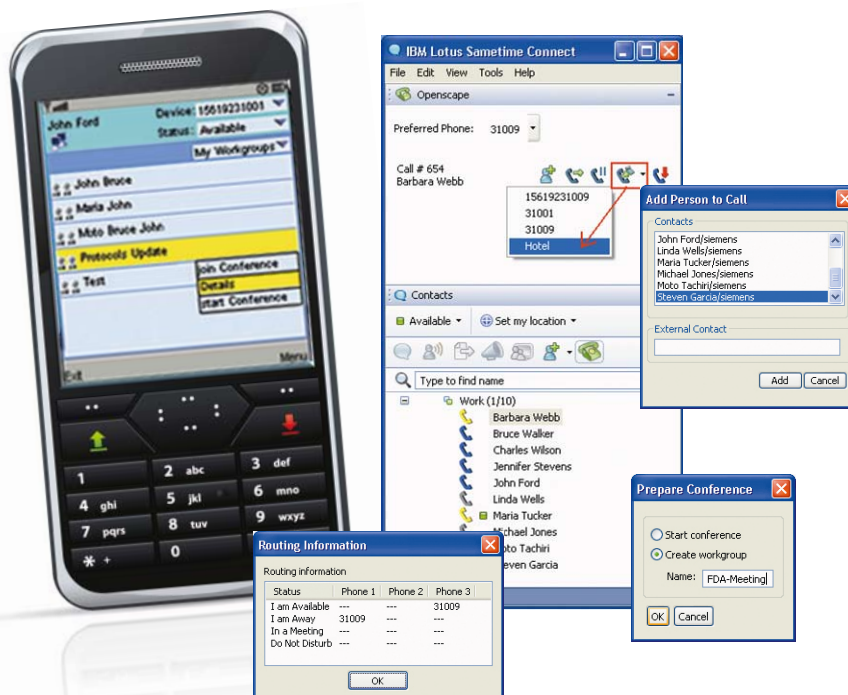 John Ford
Device: 15619231001
Status: Available
My Workgroups
John Bruce
Maria John
Moto Bruce John
Protocols Update
Test
Join Conference
Details
Start Conference
Exit
Menu
1
2 abc
3 def
4 ghi
5 jkl
6 mno
7 pqrs
8 tuv
9 wxyz
* +
0
IBM Lotus Sametime Connect
File Edit View Tools Help
Openscape
Preferred Phone: 31009
Call # 654
Barbara Webb
15619231009
31001
31009
Hotel
Contacts
Available
Set my location
Type to find name
Work (1/10)
Barbara Webb
Bruce Walker
Charles Wilson
Jennifer Stevens
John Ford
Linda Wells
Maria Tucker
Michael Jones
Moto Tachiri
Steven Garcia
Add Person to Call
Contacts
John Ford/siemens
Linda Wells/siemens
Maria Tucker/siemens
Michael Jones/siemens
Moto Tachiri/siemens
Steven Garcia/siemens
External Contact
Add Cancel
Prepare Conference
Start conference
Create workgroup
Name: FDA-Meeting
OK Cancel
Routing Information
Routing information
Status Phone 1 Phone 2 Phone 3
I am Available --- --- 31009
I am Away 31009 --- ---
In a Meeting --- --- ---
Do Not Disturb --- --- ---
OK